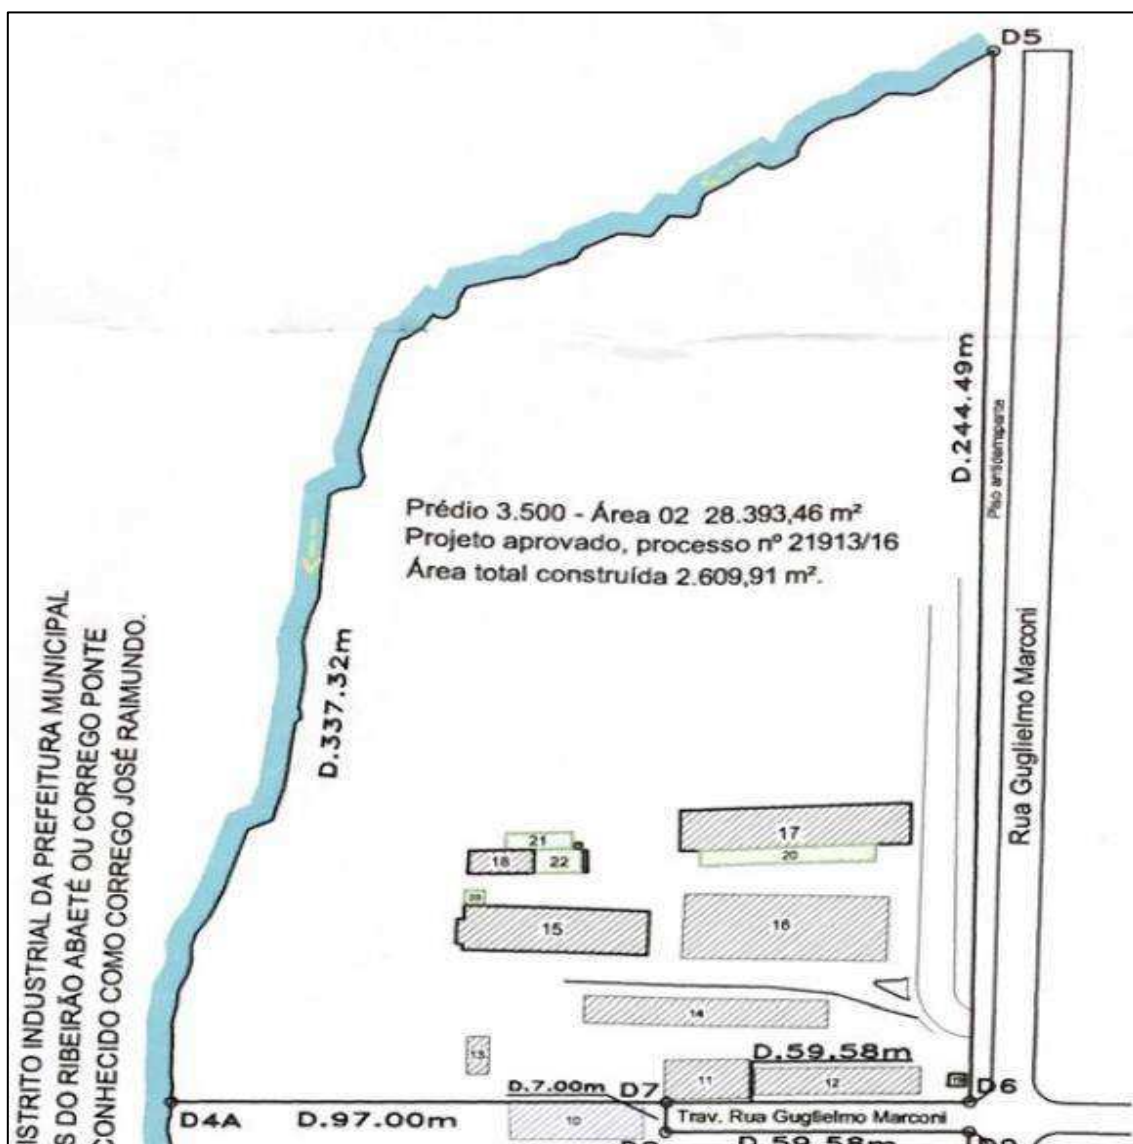 D5
D.244.49m
Piso antiderrapante
Rua Guglielmo Marconi
Prédio 3.500 - Área 02 28.393,46 m²
Projeto aprovado, processo nº 21913/16
Área total construída 2.609,91 m².
D.337.32m
ISTRITO INDUSTRIAL DA PREFEITURA MUNICIPAL
S DO RIBEIRÃO ABAETÉ OU CORREGO PONTE
CONHECIDO COMO CORREGO JOSÉ RAIMUNDO.
17
21
20
18
22
15
16
14
13
D.59.58m
11
12
D.7.00m
D7
D6
D4A
D.97.00m
10
Trav. Rua Guglielmo Marconi
D.59.58m